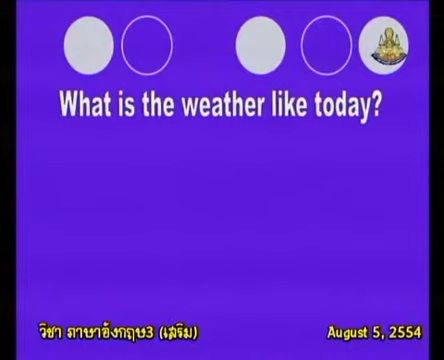 What is the weather like today?
วิชา ภาษาอังกฤษ3 (เสริม)
August 5, 2554